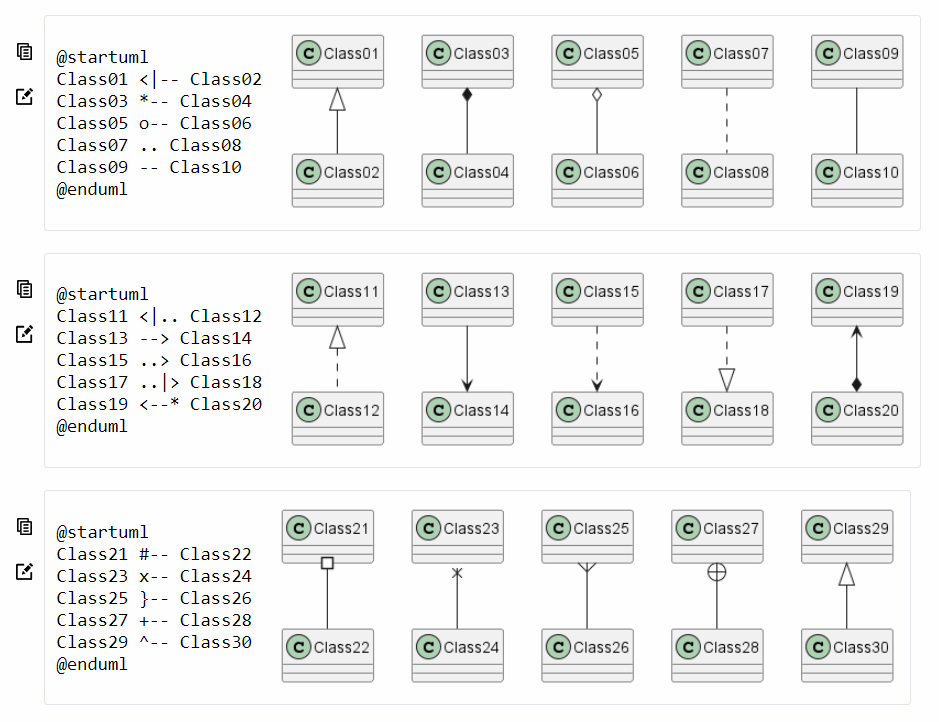 @startuml
Class01 <|-- Class02
Class03 *-- Class04
Class05 o-- Class06
Class07 .. Class08
Class09 -- Class10
@enduml
C Class01 C Class03 C Class05 C Class07 C Class09
C Class02 C Class04 C Class06 C Class08 C Class10
@startuml
Class11 <|.. Class12
Class13 --> Class14
Class15 ..> Class16
Class17 ..|> Class18
Class19 <--* Class20
@enduml
C Class11 C Class13 C Class15 C Class17 C Class19
C Class12 C Class14 C Class16 C Class18 C Class20
@startuml
Class21 #-- Class22
Class23 x-- Class24
Class25 }-- Class26
Class27 +-- Class28
Class29 ^-- Class30
@enduml
C Class21 C Class23 C Class25 C Class27 C Class29
C Class22 C Class24 C Class26 C Class28 C Class30